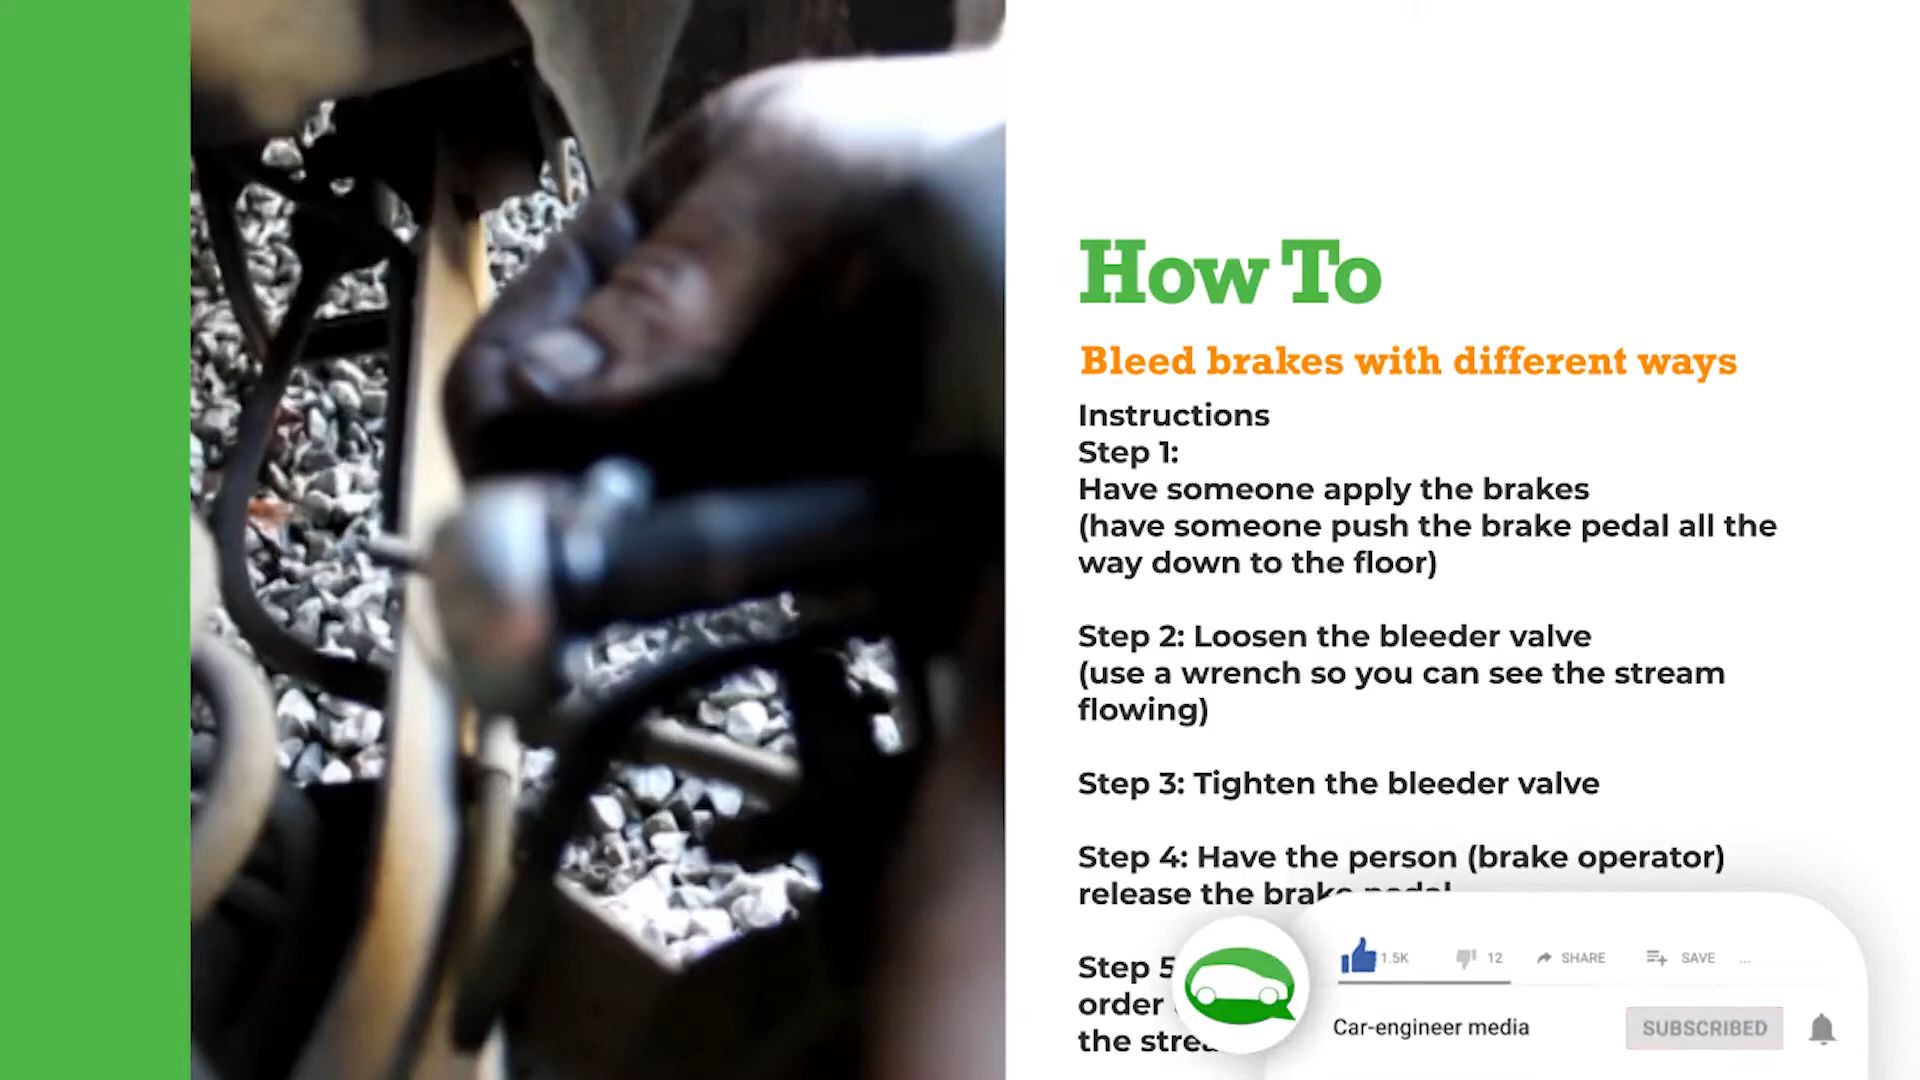 How To
Bleed brakes with different ways
Instructions
Step 1:
Have someone apply the brakes
(have someone push the brake pedal all the
way down to the floor)
Step 2: Loosen the bleeder valve
(use a wrench so you can see the stream
flowing)
Step 3: Tighten the bleeder valve
Step 4: Have the person (brake operator)
release the brake pedal
Step 5
order
the
1.5K 12 SHARE SAVE ...
Car-engineer media SUBSCRIBED